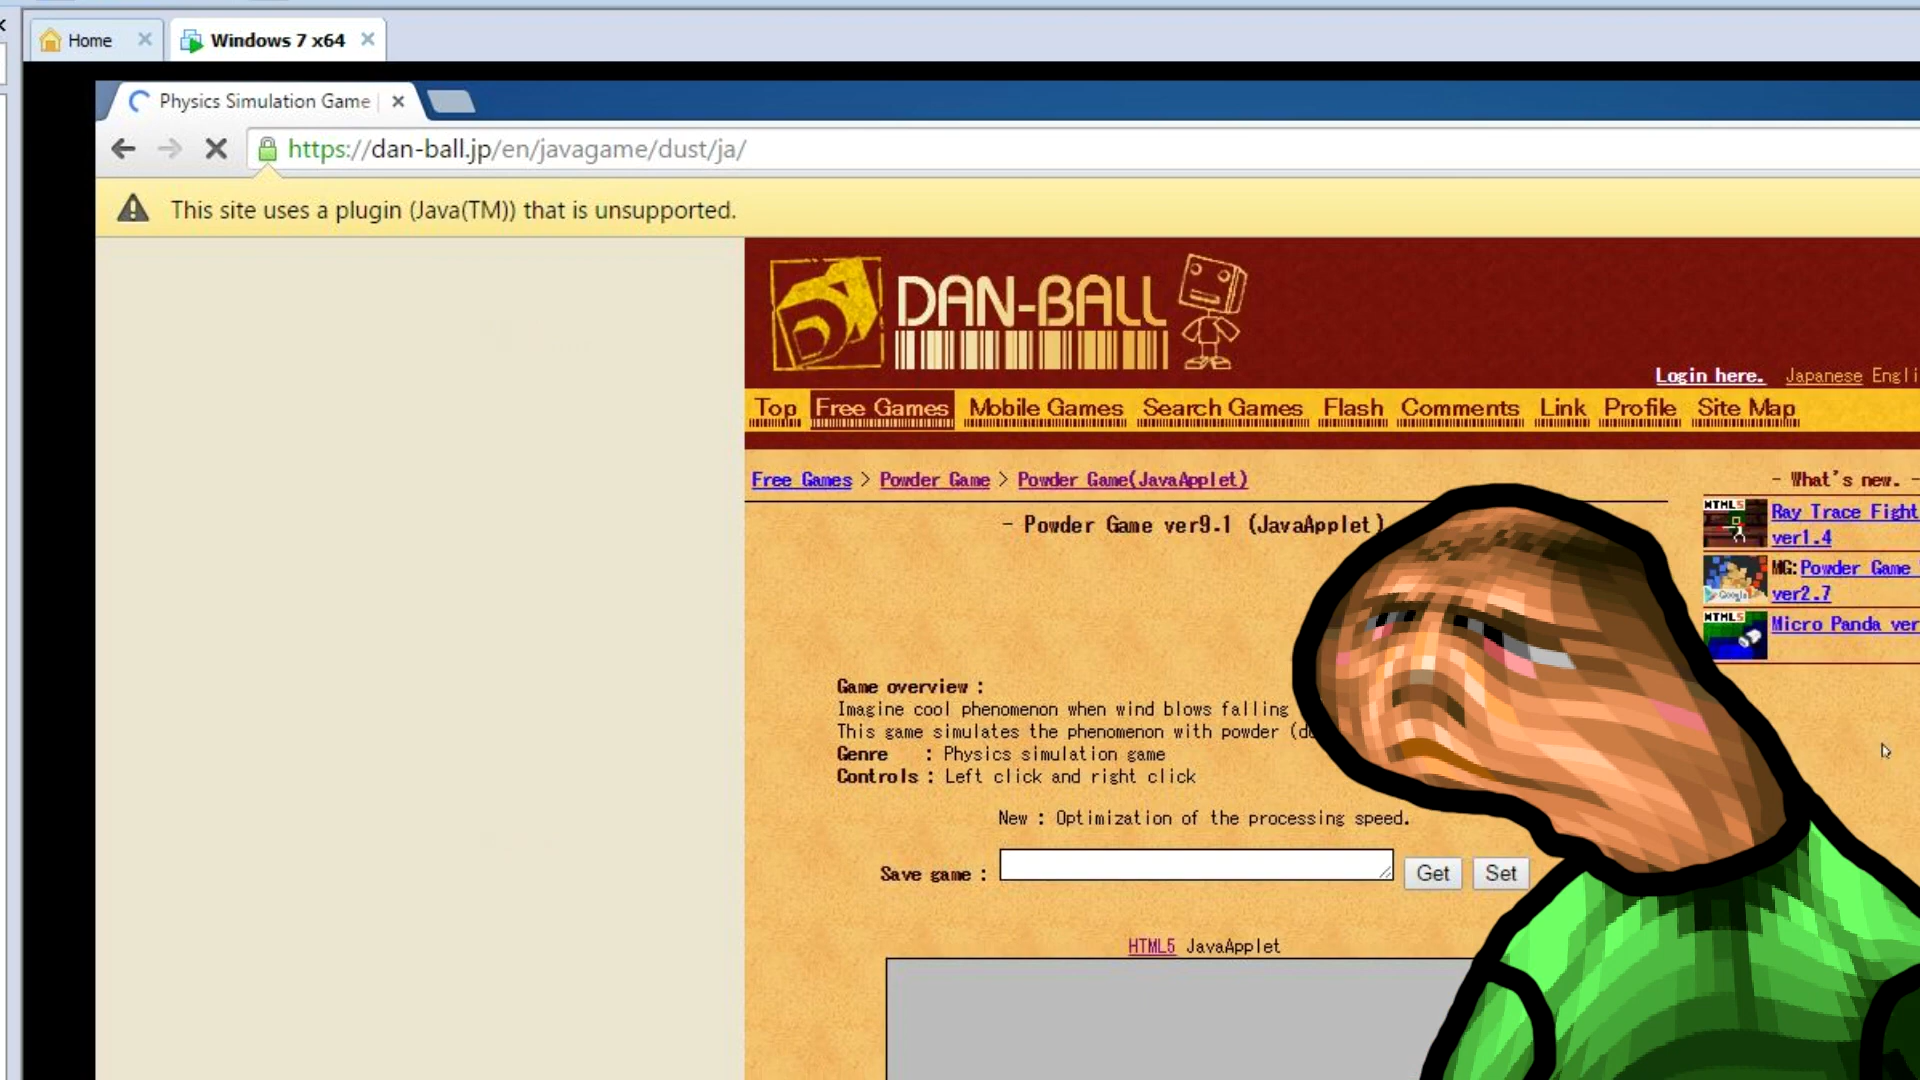 Home
Windows 7 x64
Physics Simulation Game
https://dan-ball.jp/en/javagame/dust/ja/
This site uses a plugin (Java(TM)) that is unsupported.
DAN-BALL
Login here. Japanese Engli
Top Free Games Mobile Games Search Games Flash Comments Link Profile Site Map
Free Games > Powder Game > Powder Game(JavaApplet)
- What's new. -
HTML5
Ray Trace Fight
ver1.4
- Powder Game ver9.1 (JavaApplet)
MG:Powder Game
ver2.7
Google
HTML5
Micro Panda ver
Game overview :
Imagine cool phenomenon when wind blows falling
This game simulates the phenomenon with powder (d
Genre : Physics simulation game
Controls : Left click and right click
New : Optimization of the processing speed.
Save game :
Get
Set
HTML5 JavaApplet